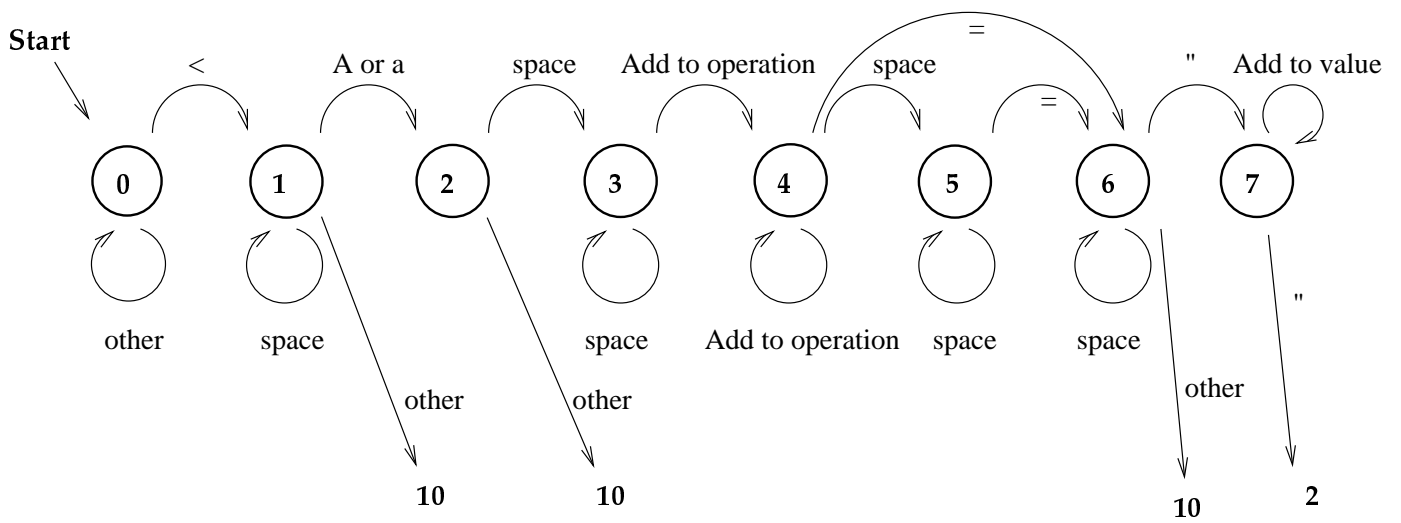 Start
< A or a space Add to operation = space = " Add to value
0 1 2 3 4 5 6 7
other space space Add to operation space space "
other other other
10 10 10 2